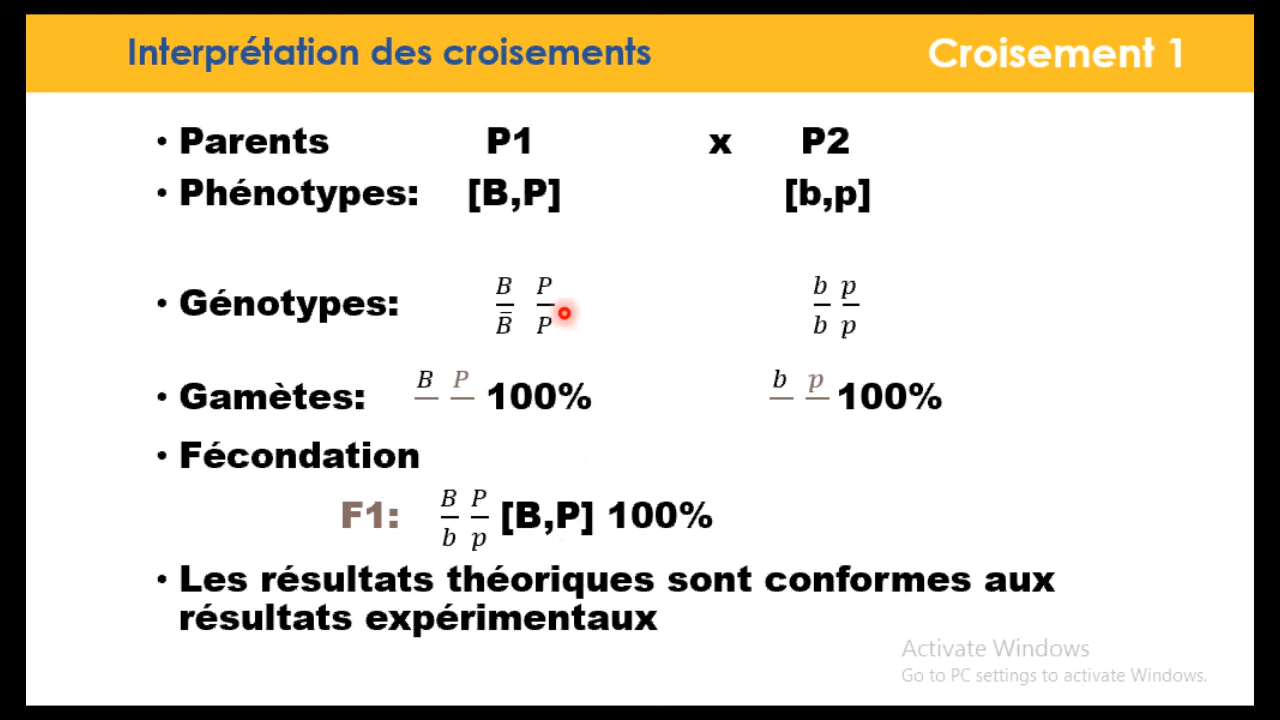 Interprétation des croisements Croisement 1
• Parents P1 x P2
• Phénotypes: [B,P] [b,p]
B P b p
• Génotypes:
B̄ P b p
B P b p
• Gamètes: 100% 100%
• Fécondation
B P
F1: [B,P] 100%
b p
• Les résultats théoriques sont conformes aux
résultats expérimentaux
Activate Windows
Go to PC settings to activate Windows.